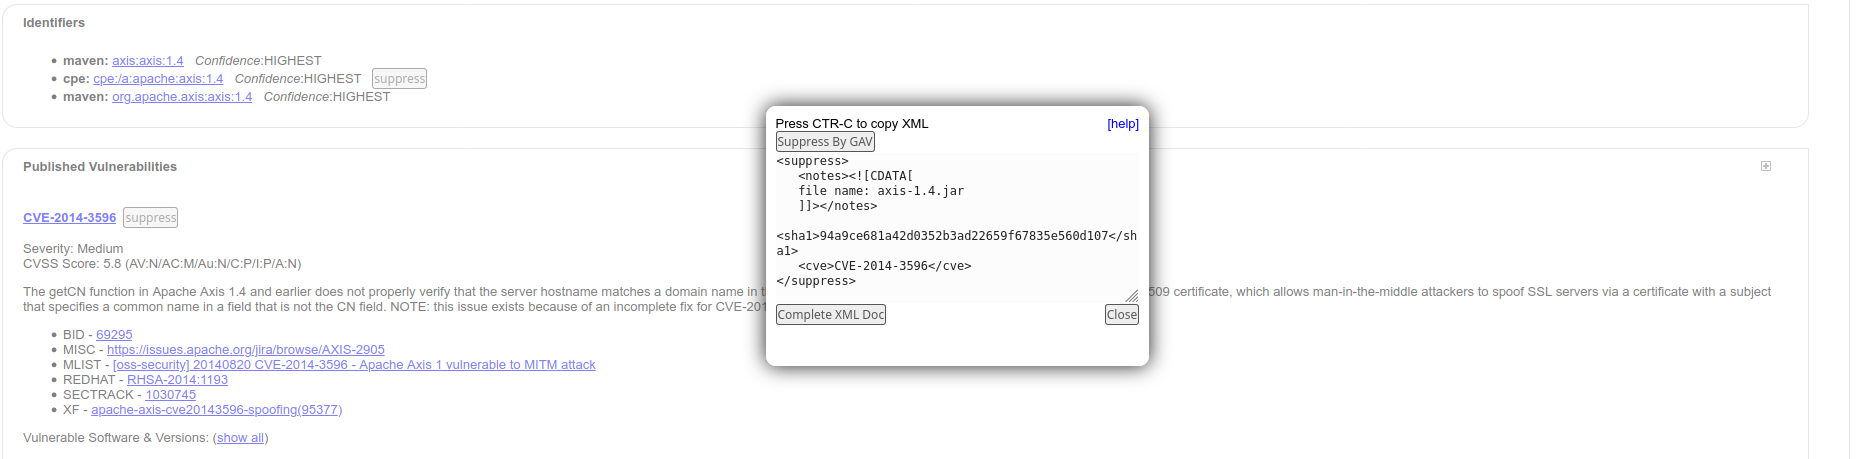 Identifiers
maven: axis:axis:1.4 Confidence:HIGHEST
cpe: cpe:/a:apache:axis:1.4 Confidence:HIGHEST suppress
maven: org.apache.axis:axis:1.4 Confidence:HIGHEST
Published Vulnerabilities
CVE-2014-3596 suppress
Severity: Medium
CVSS Score: 5.8 (AV:N/AC:M/Au:N/C:P/I:P/A:N)
The getCN function in Apache Axis 1.4 and earlier does not properly verify that the server hostname matches a domain name in t 509 certificate, which allows man-in-the-middle attackers to spoof SSL servers via a certificate with a subject
that specifies a common name in a field that is not the CN field. NOTE: this issue exists because of an incomplete fix for CVE-201
BID - 69295
MISC - https://issues.apache.org/jira/browse/AXIS-2905
MLIST - [oss-security] 20140820 CVE-2014-3596 - Apache Axis 1 vulnerable to MITM attack
REDHAT - RHSA-2014:1193
SECTRACK - 1030745
XF - apache-axis-cve20143596-spoofing(95377)
Vulnerable Software & Versions: (show all)
Press CTR-C to copy XML [help]
Suppress By GAV
<suppress>
<notes><![CDATA[
file name: axis-1.4.jar
]]></notes>
<sha1>94a9ce681a42d0352b3ad22659f67835e560d107</sh
a1>
<cve>CVE-2014-3596</cve>
</suppress>
Complete XML Doc Close